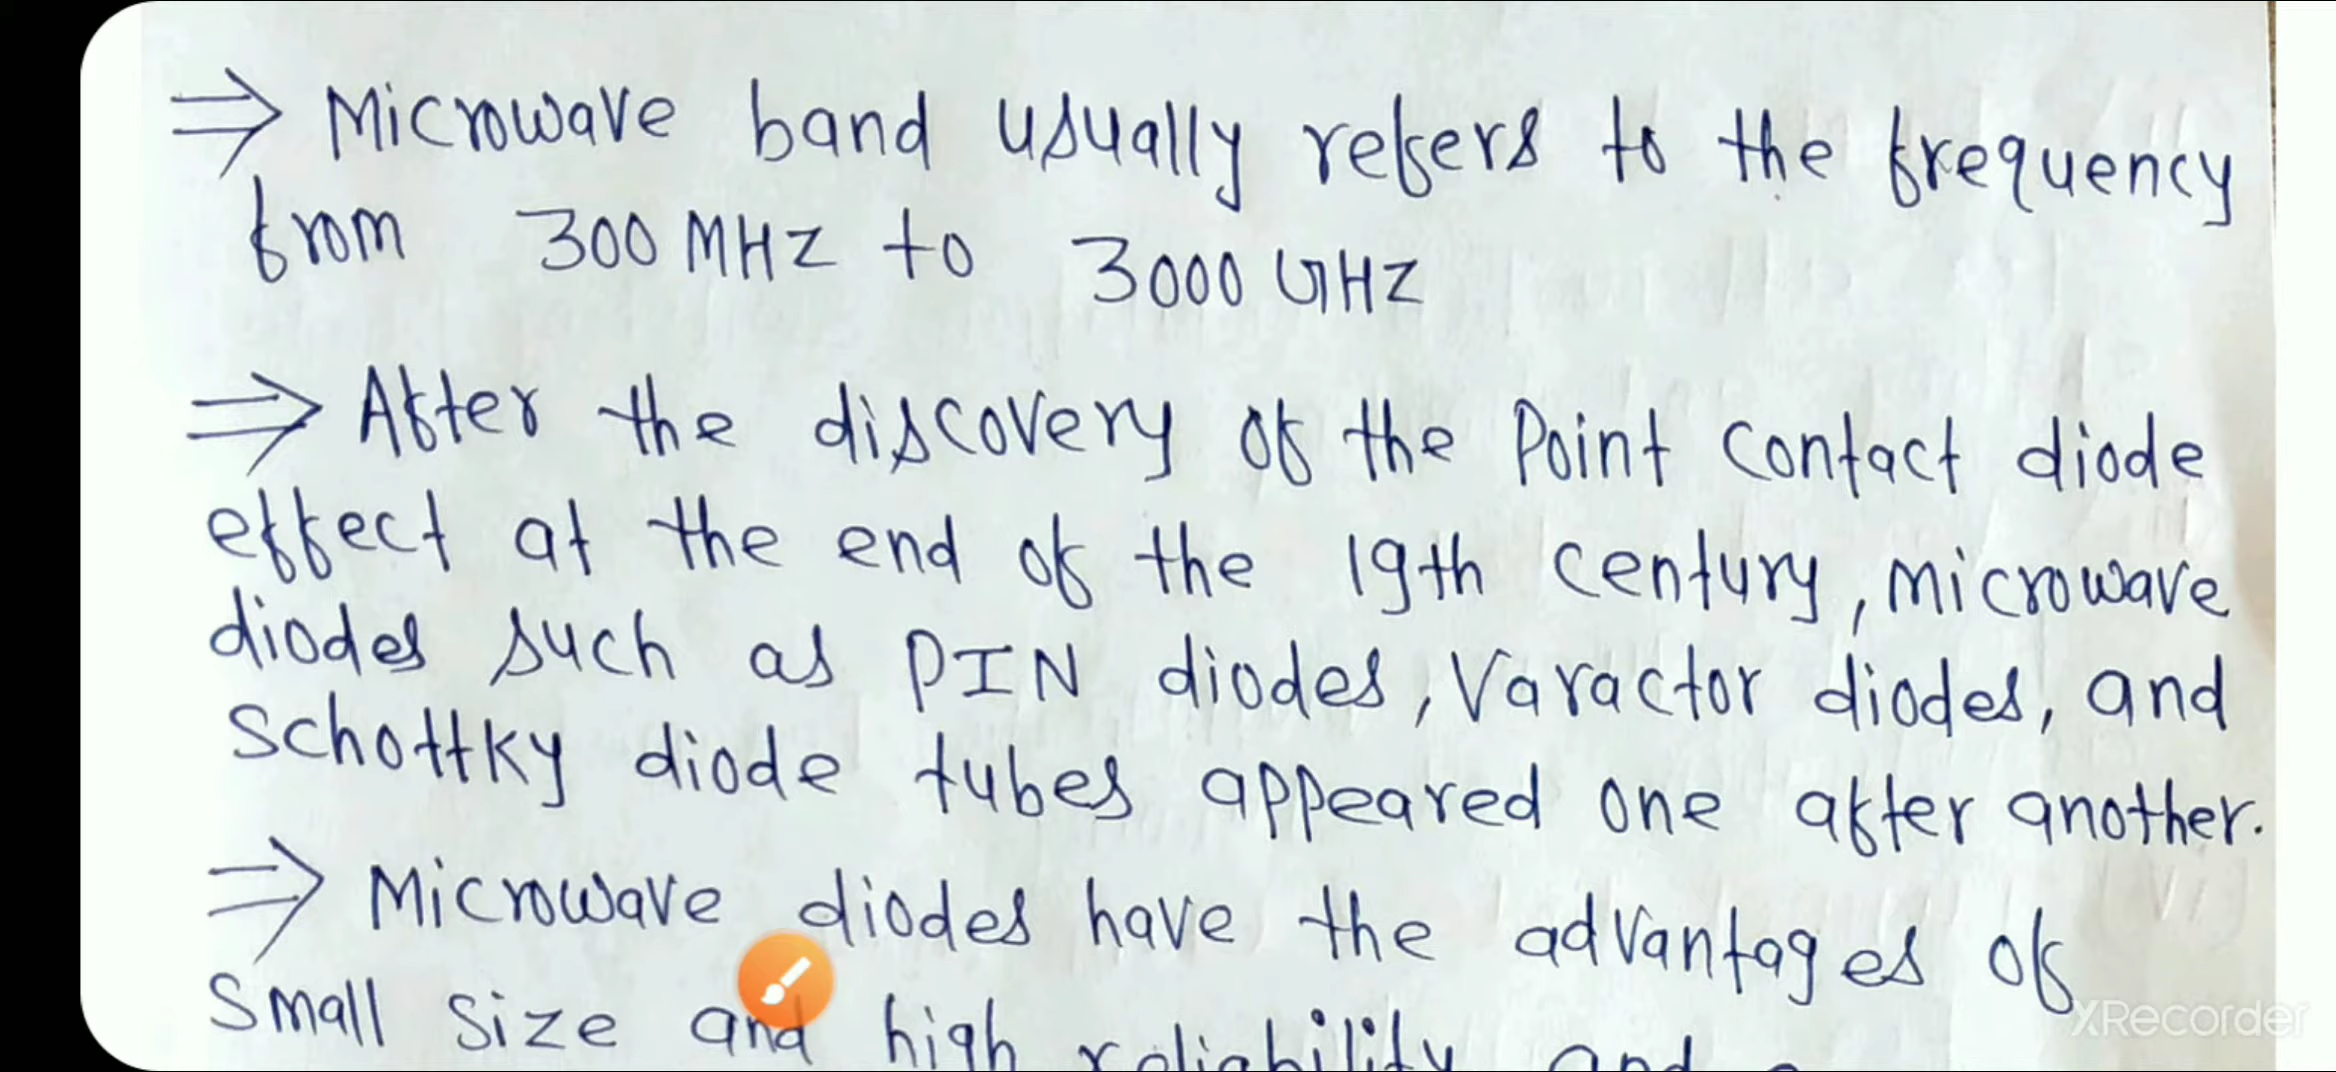 ⇒ Microwave band usually refers to the frequency
from 300 MHZ to 3000 GHZ
⇒ After the discovery of the Point Contact diode
effect at the end of the 19th century, microwave
diodes such as PIN diodes, Varactor diodes, and
Schottky diode tubes appeared one after another.
⇒ Microwave diodes have the advantages of
Small size and high reliability and
XRecorder